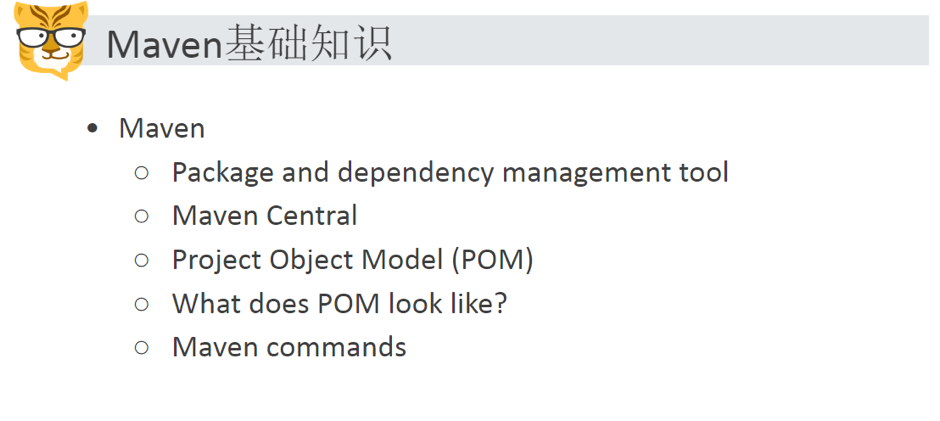 Maven基础知识
• Maven
○ Package and dependency management tool
○ Maven Central
○ Project Object Model (POM)
○ What does POM look like?
○ Maven commands